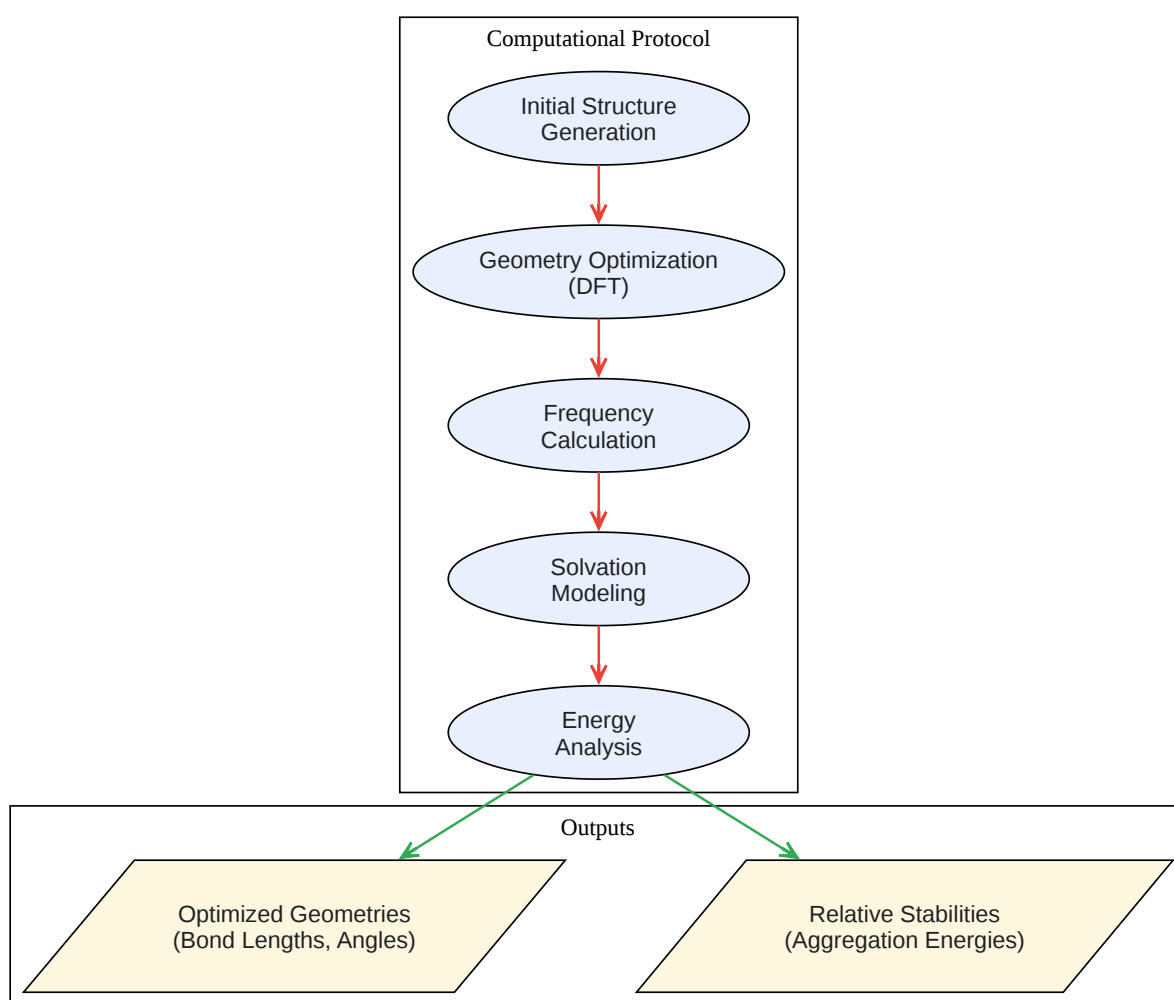 Computational Protocol
Initial Structure
Generation
Geometry Optimization
(DFT)
Frequency
Calculation
Solvation
Modeling
Energy
Analysis
Outputs
Optimized Geometries
(Bond Lengths, Angles)
Relative Stabilities
(Aggregation Energies)